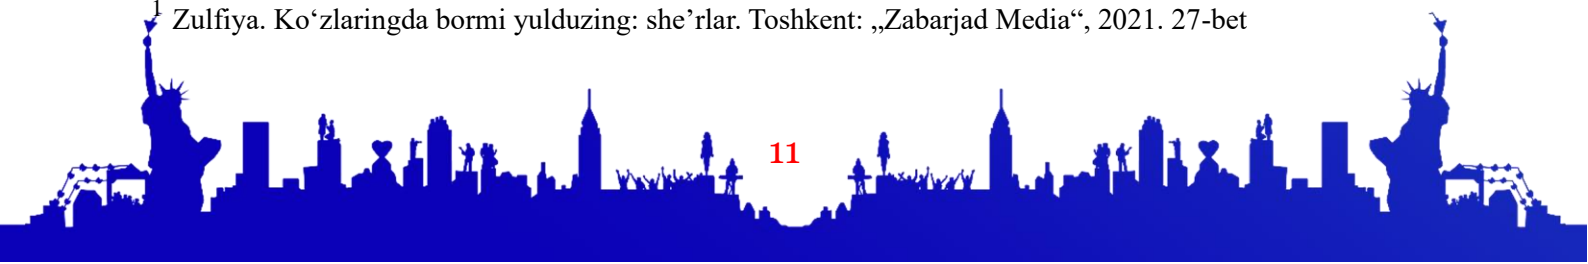 1 Zulfiya. Ko‘zlaringda bormi yulduzing: she’rlar. Toshkent: „Zabarjad Media“, 2021. 27-bet
11